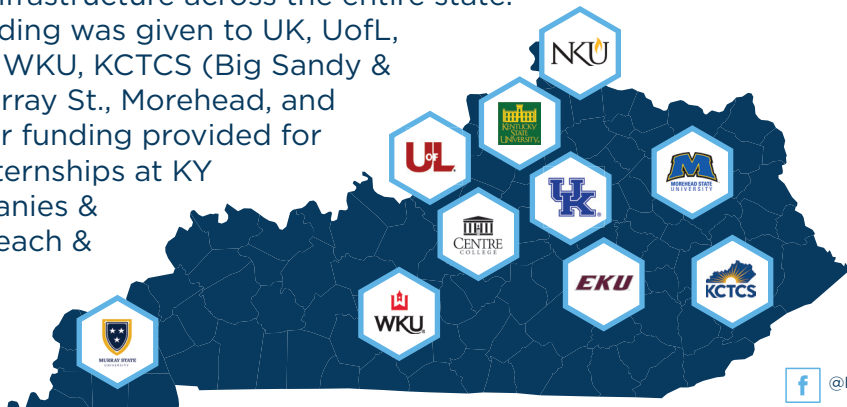 across the entire state.
ding was given to UK, UofL,
WKU, KCTCS (Big Sandy &
rray St., Morehead, and
r funding provided for
ternships at KY
anies &
each &
NKU
KENTUCKY
STATE
UNIVERSITY
U OF L
MOREHEAD STATE
UNIVERSITY
UK
CENTRE
COLLEGE
EKU
KCTCS
WKU
MURRAY STATE
UNIVERSITY
f